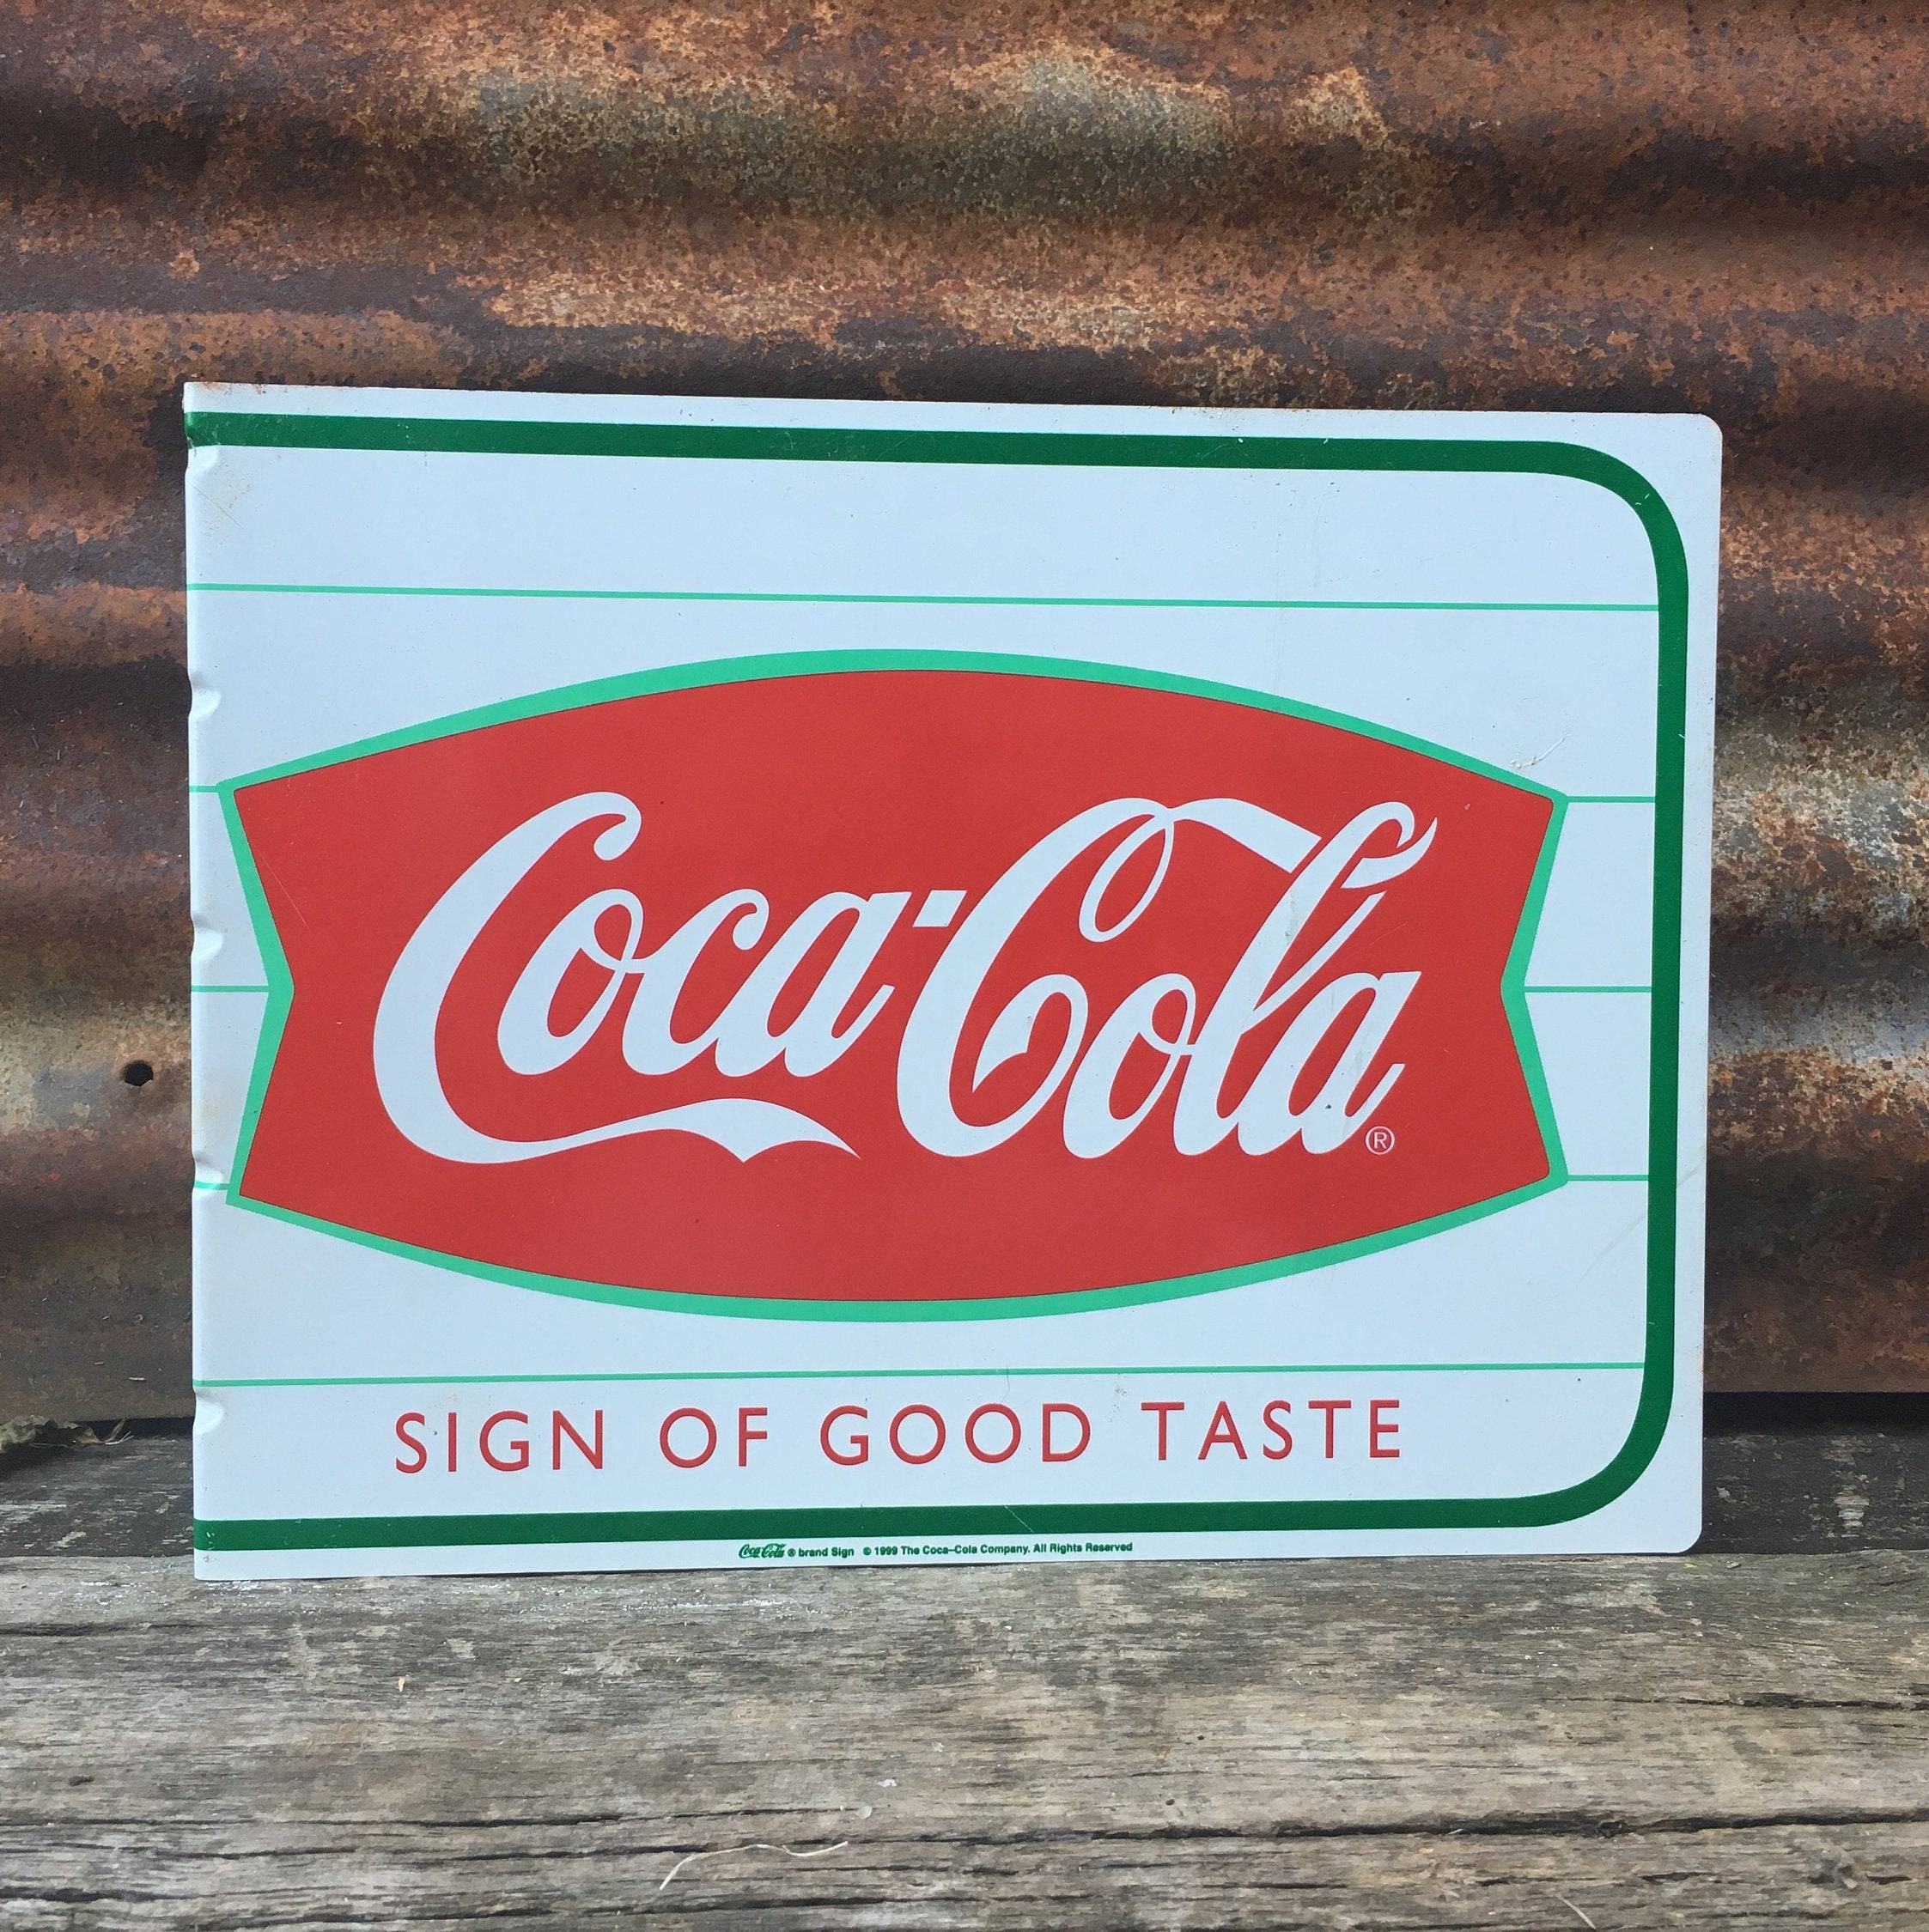 Coca-Cola ®
SIGN OF GOOD TASTE
Coca-Cola ® brand Sign © 1999 The Coca-Cola Company. All Rights Reserved